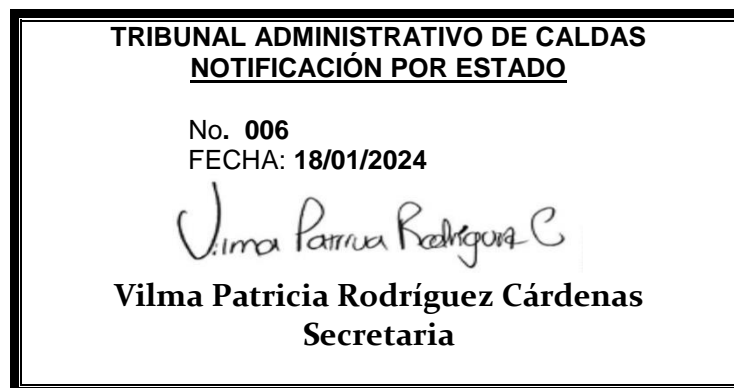 TRIBUNAL ADMINISTRATIVO DE CALDAS
NOTIFICACIÓN POR ESTADO
No. 006
FECHA: 18/01/2024
Vilma Patricia Rodríguez C
Vilma Patricia Rodríguez Cárdenas
Secretaria